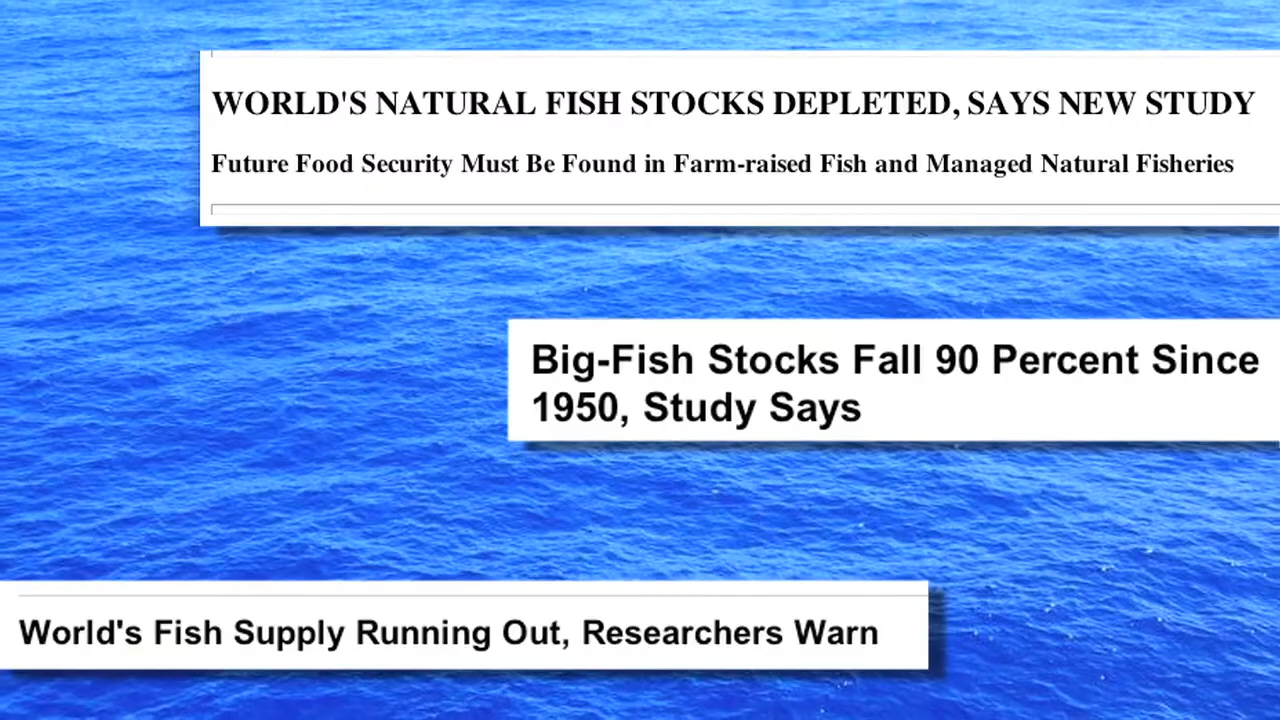 WORLD'S NATURAL FISH STOCKS DEPLETED, SAYS NEW STUDY
Future Food Security Must Be Found in Farm-raised Fish and Managed Natural Fisheries
Big-Fish Stocks Fall 90 Percent Since
1950, Study Says
World's Fish Supply Running Out, Researchers Warn